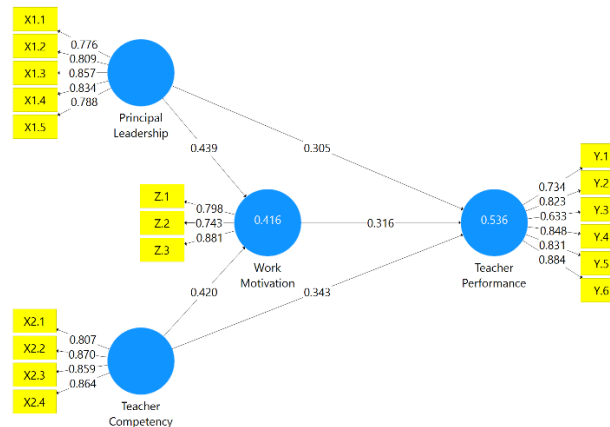 X1.1
X1.2
X1.3
X1.4
X1.5
0.776
0.809
0.857
0.834
0.788
Principal
Leadership
0.439
0.305
Z.1
Z.2
Z.3
0.798
0.743
0.881
0.416
Work
Motivation
0.316
0.536
Teacher
Performance
0.734
0.823
0.633
0.848
0.831
0.884
Y.1
Y.2
Y.3
Y.4
Y.5
Y.6
0.420
0.343
X2.1
X2.2
X2.3
X2.4
0.807
0.870
0.859
0.864
Teacher
Competency